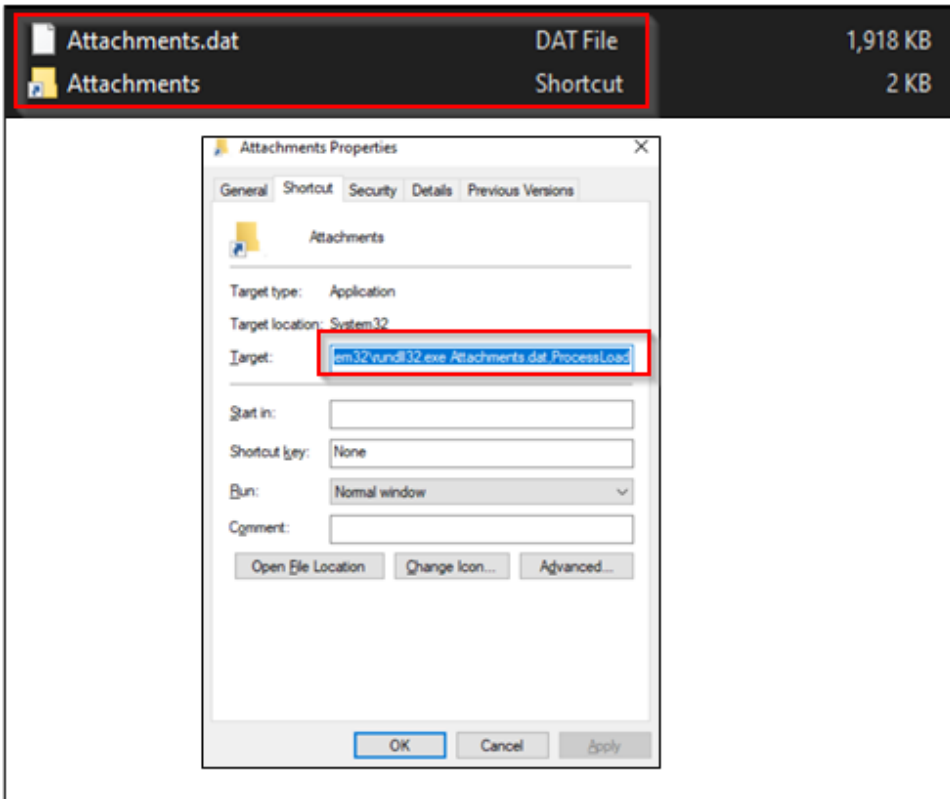 Attachments.dat DAT File 1,918 KB
Attachments Shortcut 2 KB
Attachments Properties
General Shortcut Security Details Previous Versions
Attachments
Target type: Application
Target location: System32
Target: em32\rundll32.exe Attachments.dat,ProcessLoad
Start in:
Shortcut key: None
Run: Normal window
Comment:
Open File Location Change Icon... Advanced...
OK Cancel Apply